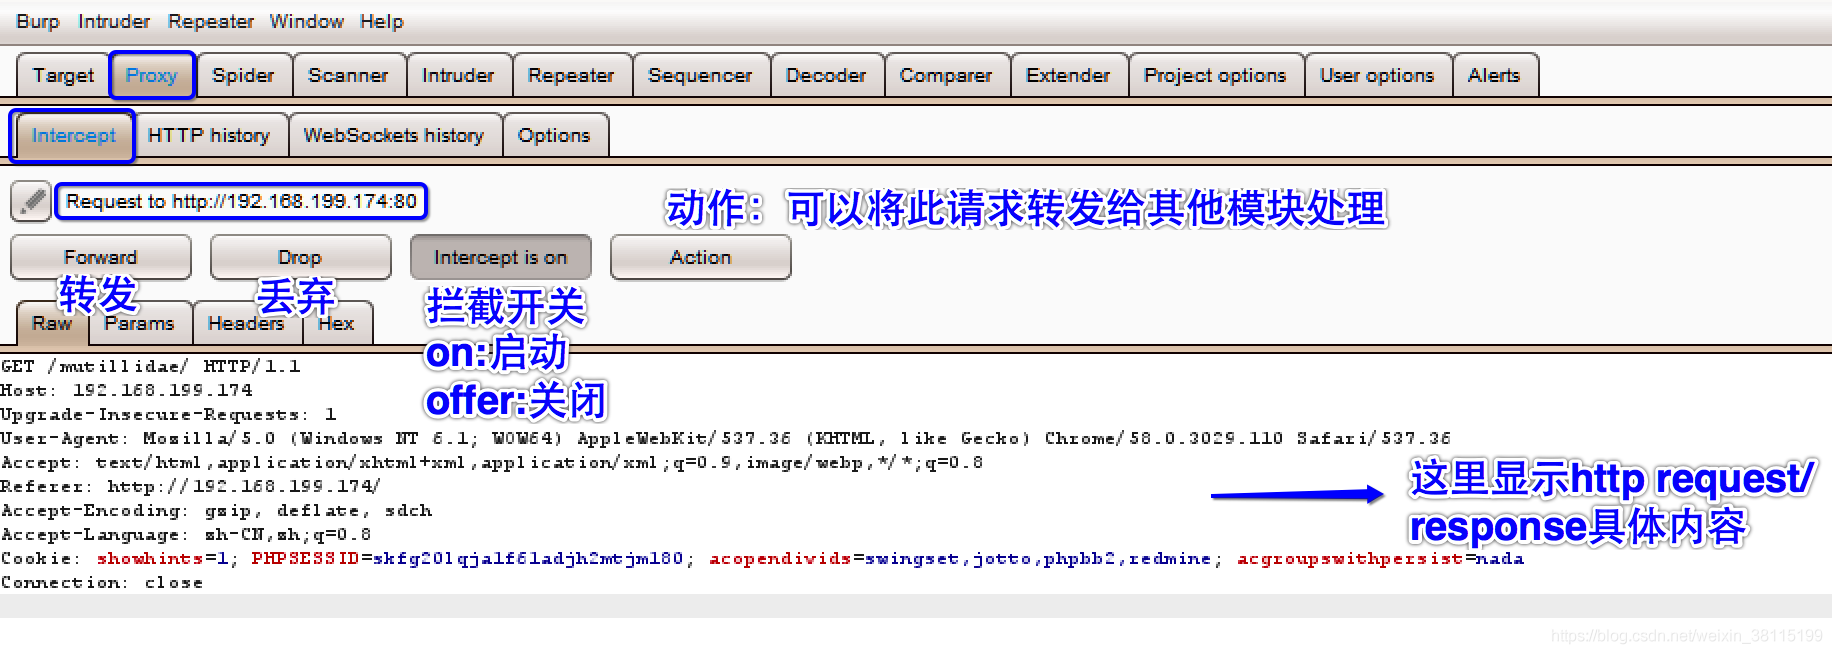 Burp Intruder Repeater Window Help
Target Proxy Spider Scanner Intruder Repeater Sequencer Decoder Comparer Extender Project options User options Alerts
Intercept HTTP history WebSockets history Options
Request to http://192.168.199.174:80
动作：可以将此请求转发给其他模块处理
Forward Drop Intercept is on Action
转发 丢弃 拦截开关
Raw Params Headers Hex
on:启动
offer:关闭
GET /mutillidae/ HTTP/1.1
Host: 192.168.199.174
Upgrade-Insecure-Requests: 1
User-Agent: Mozilla/5.0 (Windows NT 6.1; WOW64) AppleWebKit/537.36 (KHTML, like Gecko) Chrome/58.0.3029.110 Safari/537.36
Accept: text/html,application/xhtml+xml,application/xml;q=0.9,image/webp,*/*;q=0.8
Referer: http://192.168.199.174/
Accept-Encoding: gzip, deflate, sdch
Accept-Language: zh-CN,zh;q=0.8
Cookie: showhints=1; PHPSESSID=skfg20lqja1f61adjh2mtjm180; acopendivids=swingset,jotto,phpbb2,redmine; acgroupswithpersist=nada
Connection: close
这里显示http request/
response具体内容
https://blog.csdn.net/weixin_38115199